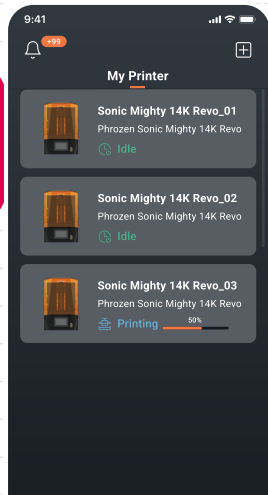 9:41
+99
My Printer
Sonic Mighty 14K Revo_01
Phrozen Sonic Mighty 14K Revo
Idle
Sonic Mighty 14K Revo_02
Phrozen Sonic Mighty 14K Revo
Idle
Sonic Mighty 14K Revo_03
Phrozen Sonic Mighty 14K Revo
Printing 50%